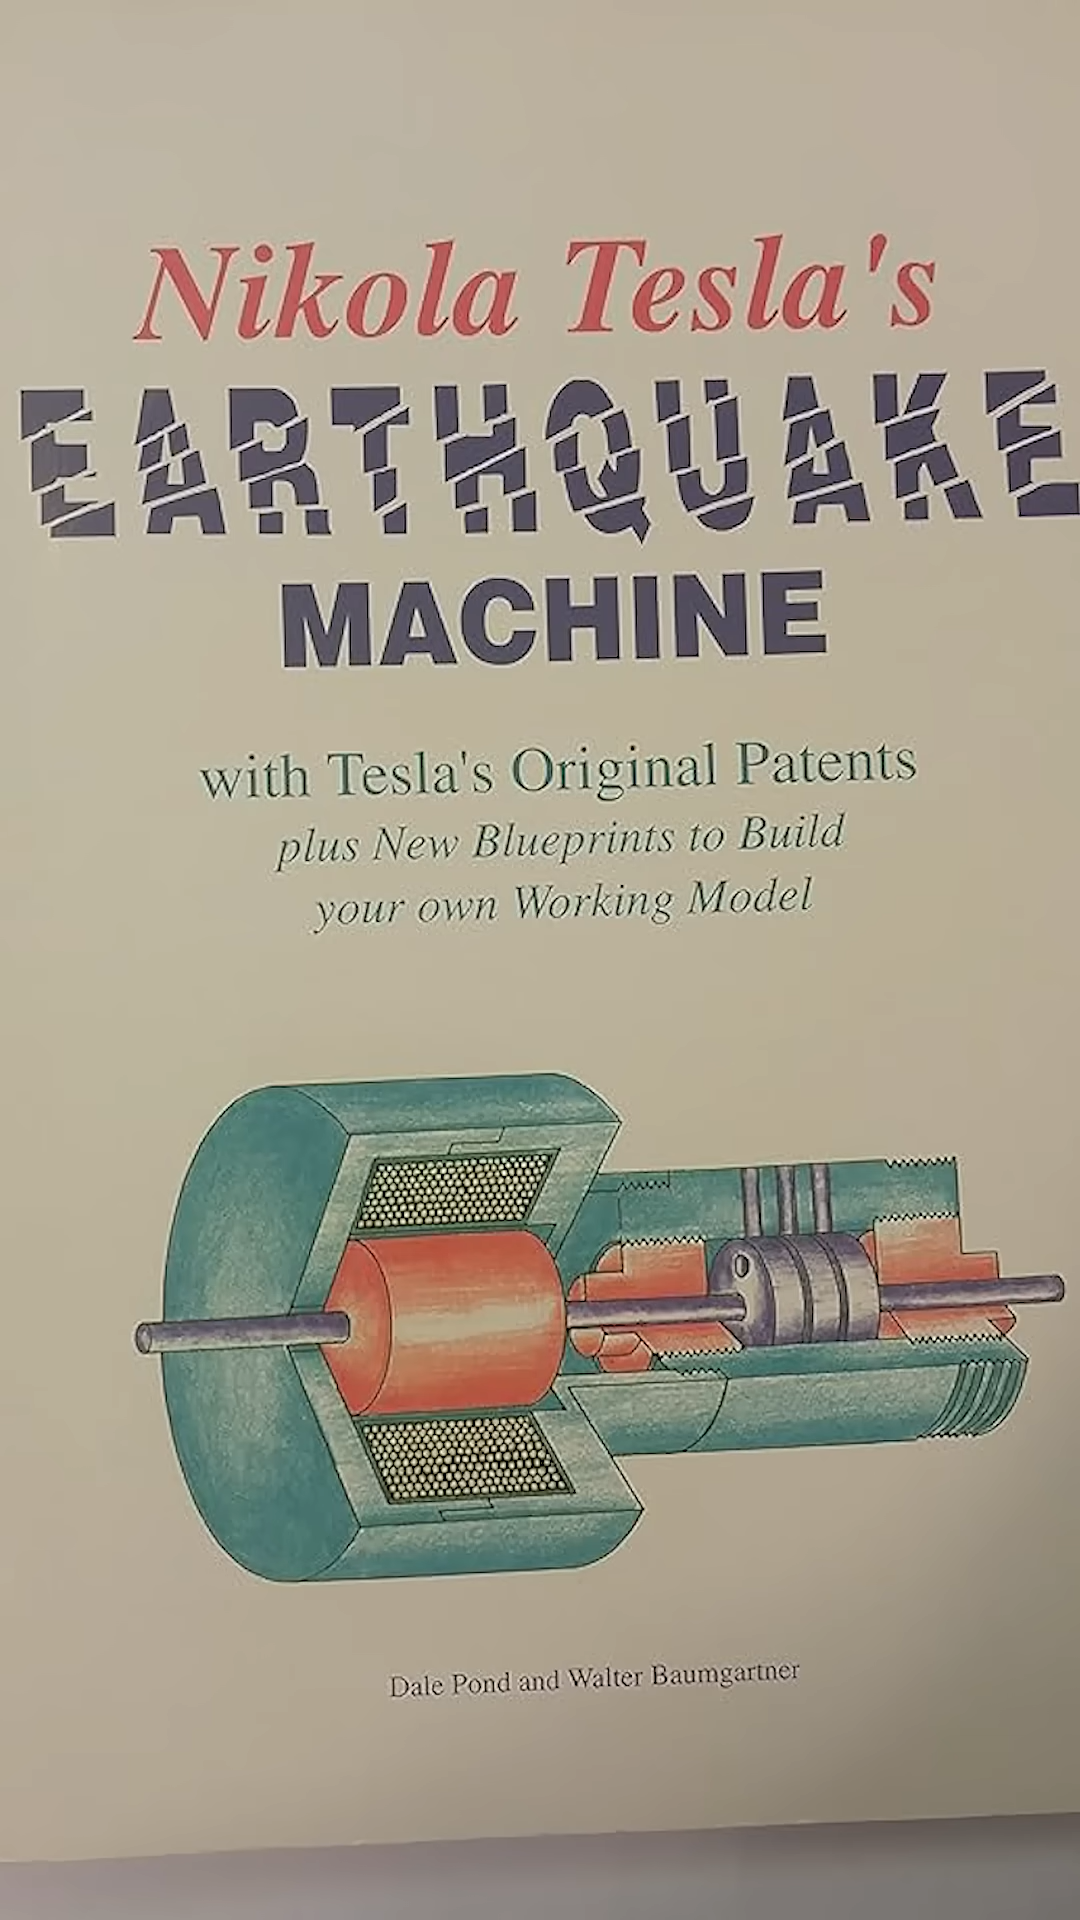 Nikola Tesla's
EARTHQUAKE
MACHINE
with Tesla's Original Patents
plus New Blueprints to Build
your own Working Model
Dale Pond and Walter Baumgartner